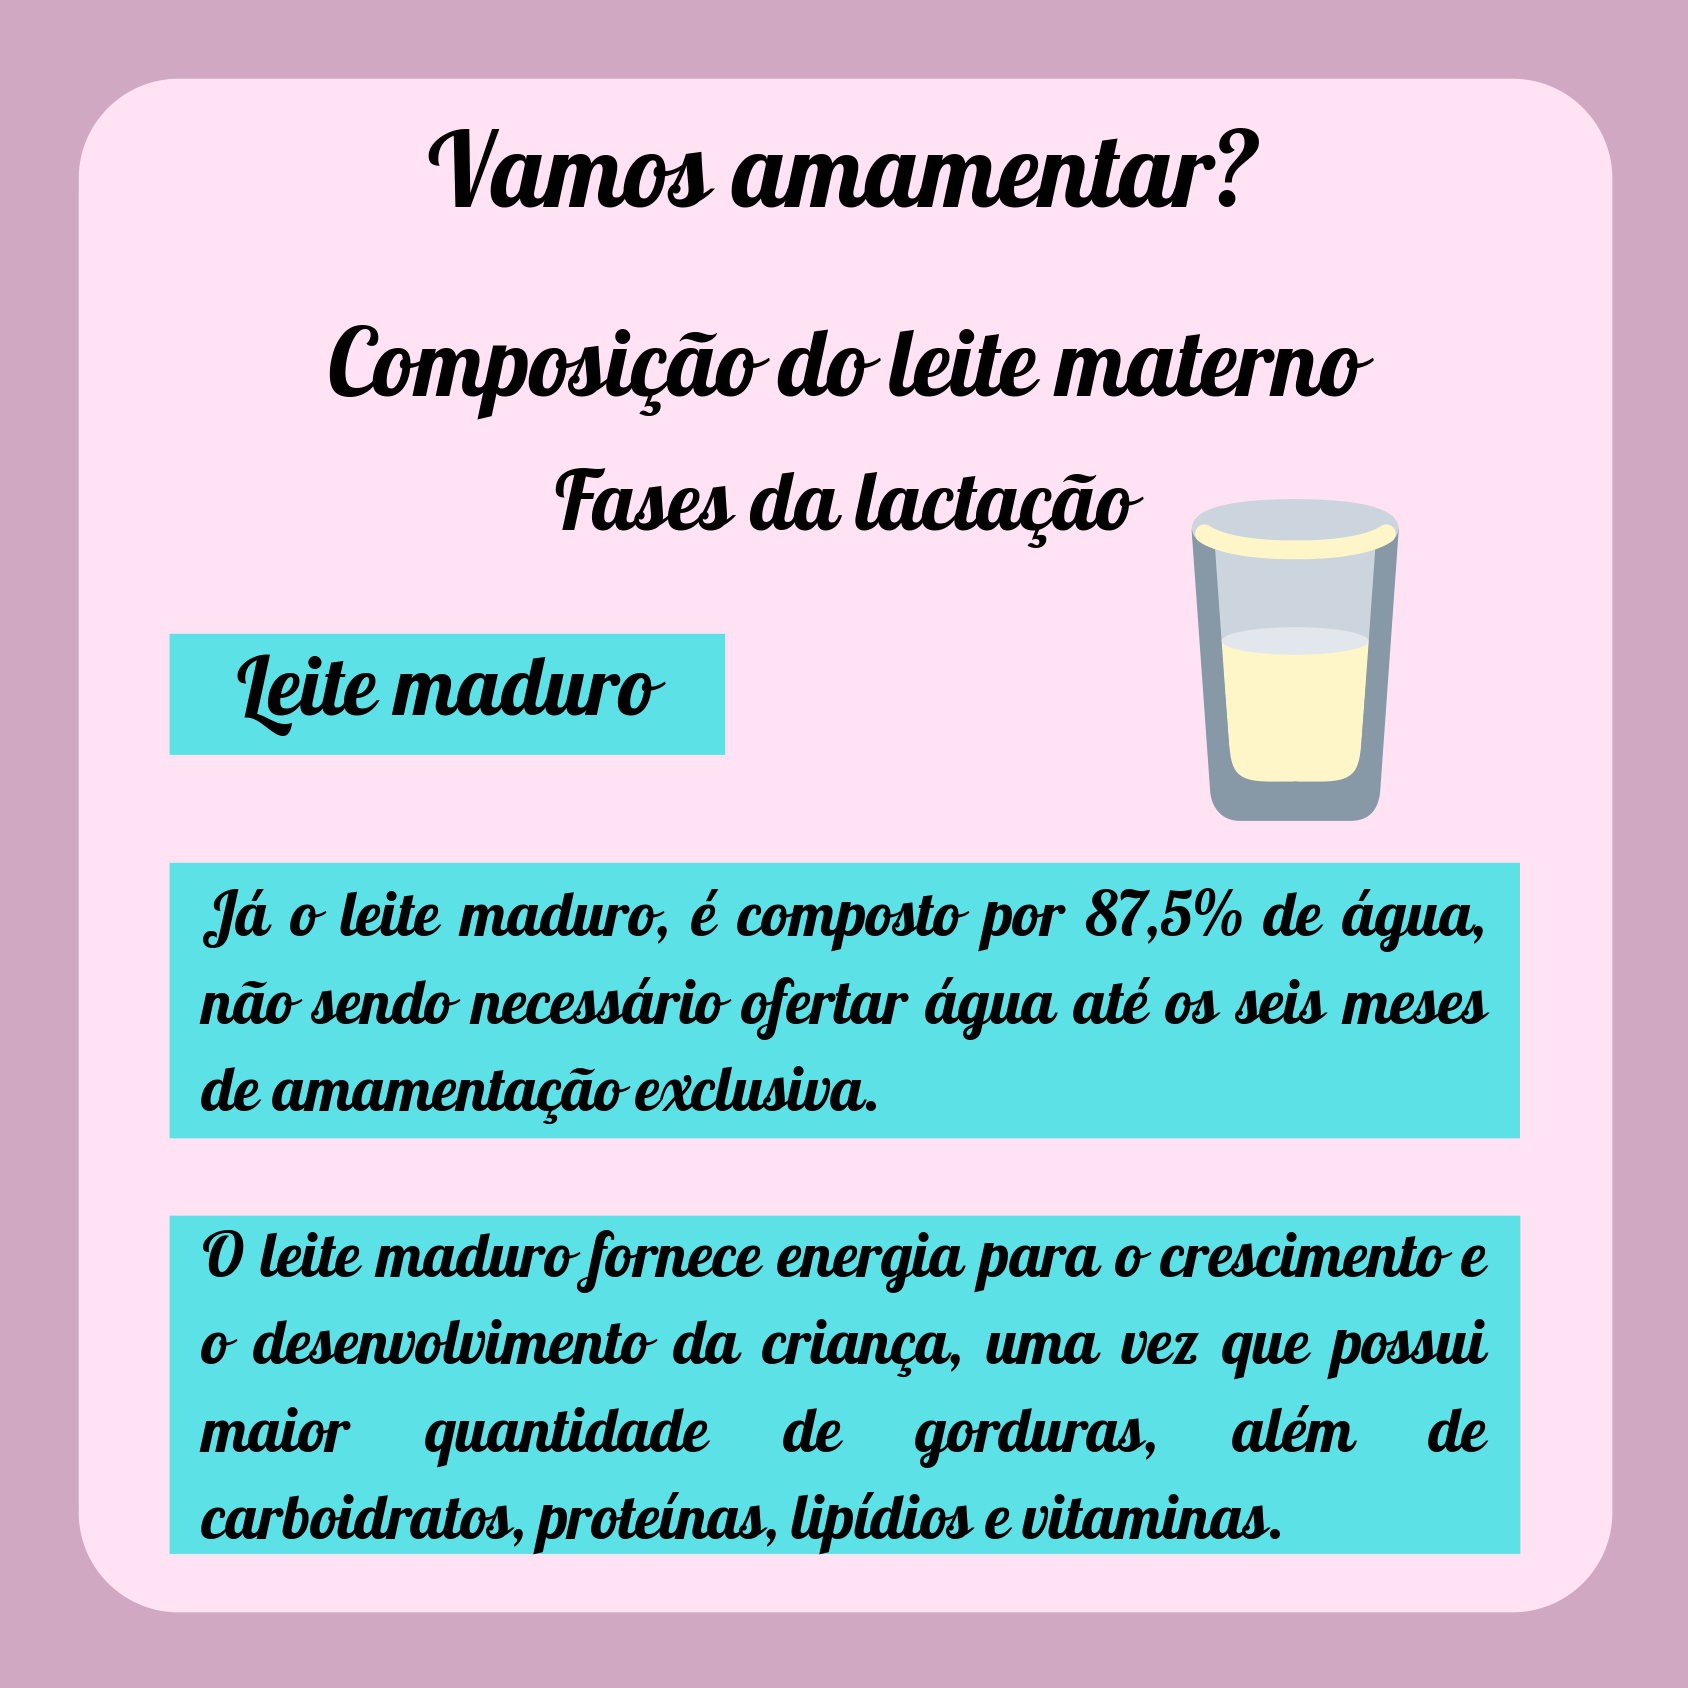 Vamos amamentar?
Composição do leite materno
Fases da lactação
Leite maduro
Já o leite maduro, é composto por 87,5% de água,
não sendo necessário ofertar água até os seis meses
de amamentação exclusiva.
O leite maduro fornece energia para o crescimento e
o desenvolvimento da criança, uma vez que possui
maior quantidade de gorduras, além de
carboidratos, proteínas, lipídios e vitaminas.